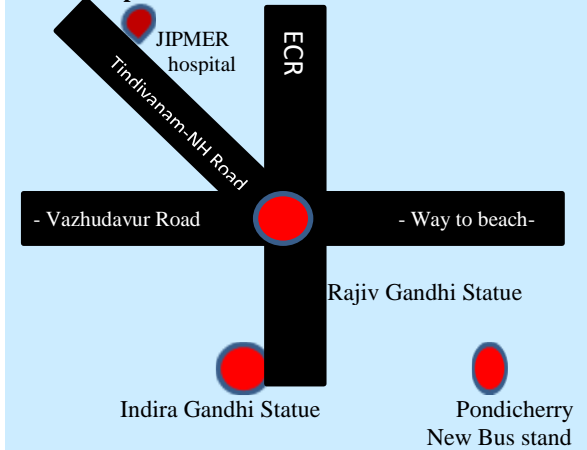 JIPMER
hospital
ECR
Tindivanam-NH Road
- Vazhudavur Road
- Way to beach-
Rajiv Gandhi Statue
Indira Gandhi Statue
Pondicherry
New Bus stand